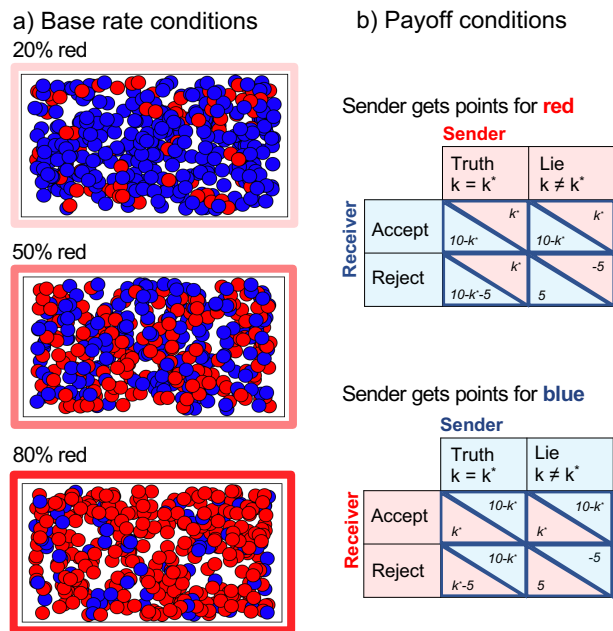 a) Base rate conditions
20% red
50% red
80% red
b) Payoff conditions
Sender gets points for red
Sender
Truth
k = k*
Lie
k ≠ k*
Receiver
Accept
k*
10-k*
k*
10-k*
Reject
k*
10-k*-5
-5
5
Sender gets points for blue
Sender
Truth
k = k*
Lie
k ≠ k*
Receiver
Accept
10-k*
k*
10-k*
k*
Reject
10-k*
k*-5
-5
5